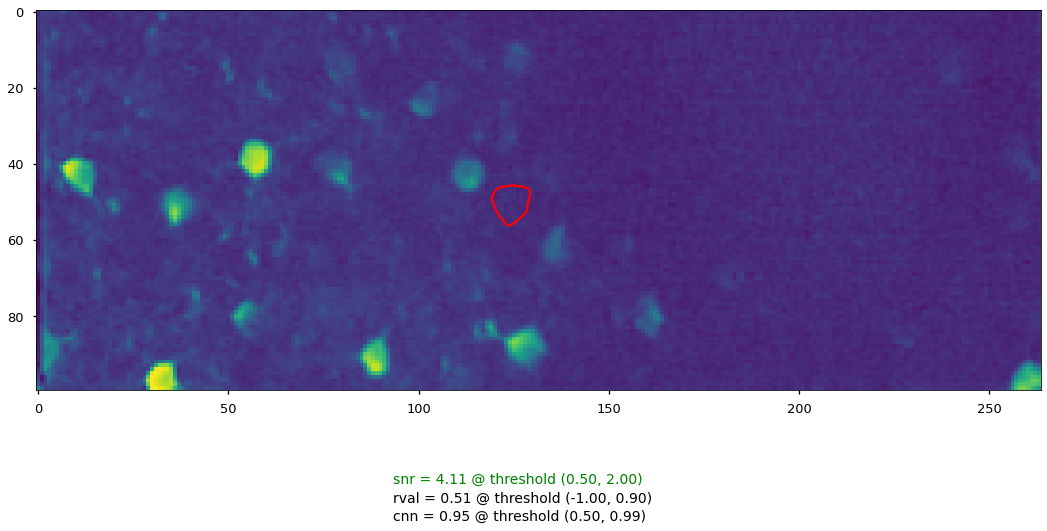 0
20
40
60
80
0 50 100 150 200 250
snr = 4.11 @ threshold (0.50, 2.00)
rval = 0.51 @ threshold (-1.00, 0.90)
cnn = 0.95 @ threshold (0.50, 0.99)